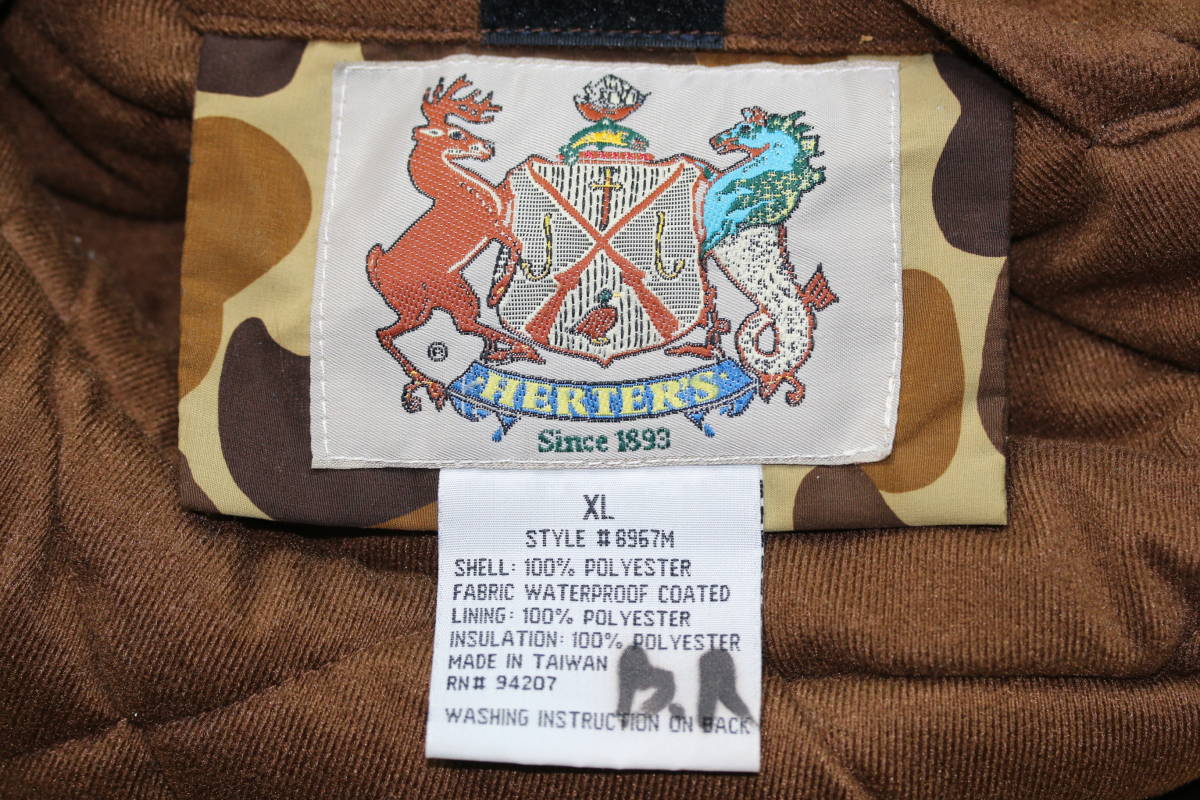 ®
HERTER'S
Since 1893
XL
STYLE #8967M
SHELL: 100% POLYESTER
FABRIC WATERPROOF COATED
LINING: 100% POLYESTER
INSULATION: 100% POLYESTER
MADE IN TAIWAN
RN# 94207
WASHING INSTRUCTION ON BACK